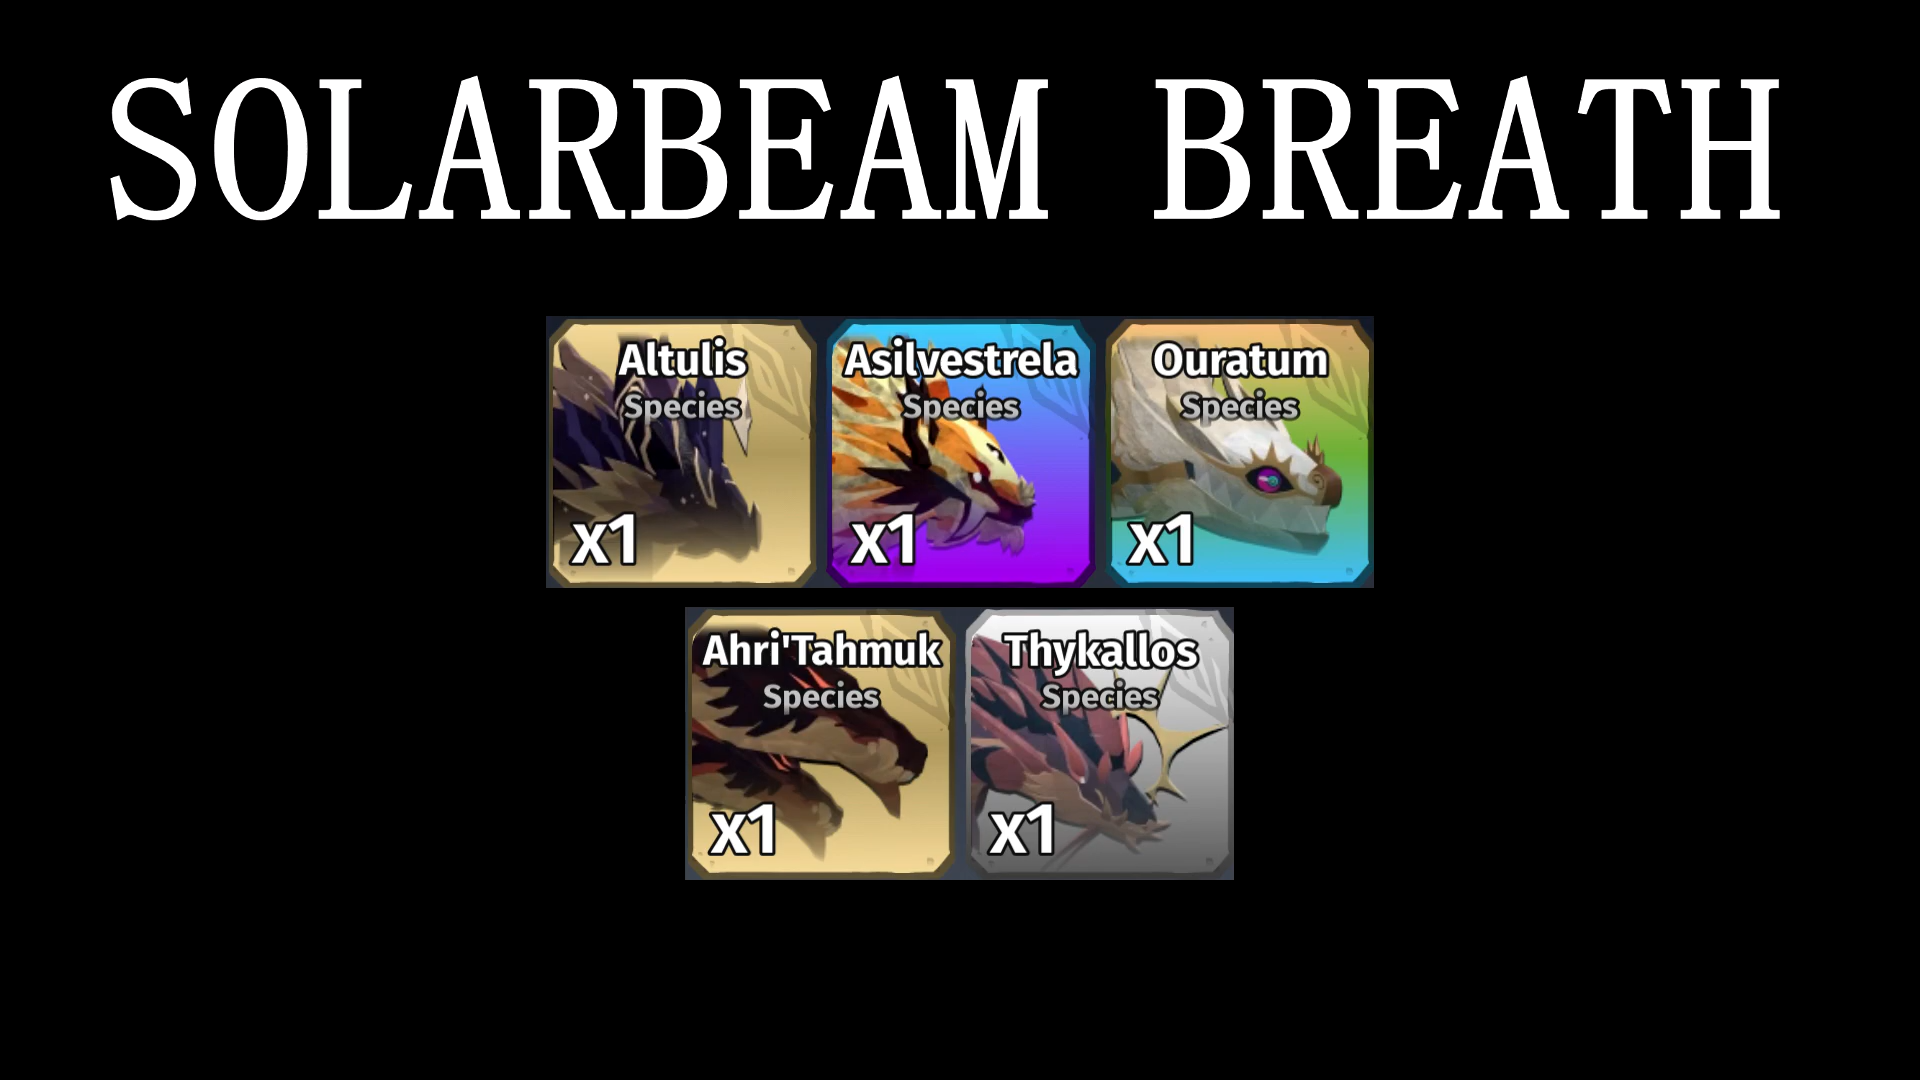 SOLARBEAM BREATH
Altulis
Species
x1
Asilvestrela
Species
x1
Ouratum
Species
x1
Ahri'Tahmuk
Species
x1
Thykallos
Species
x1